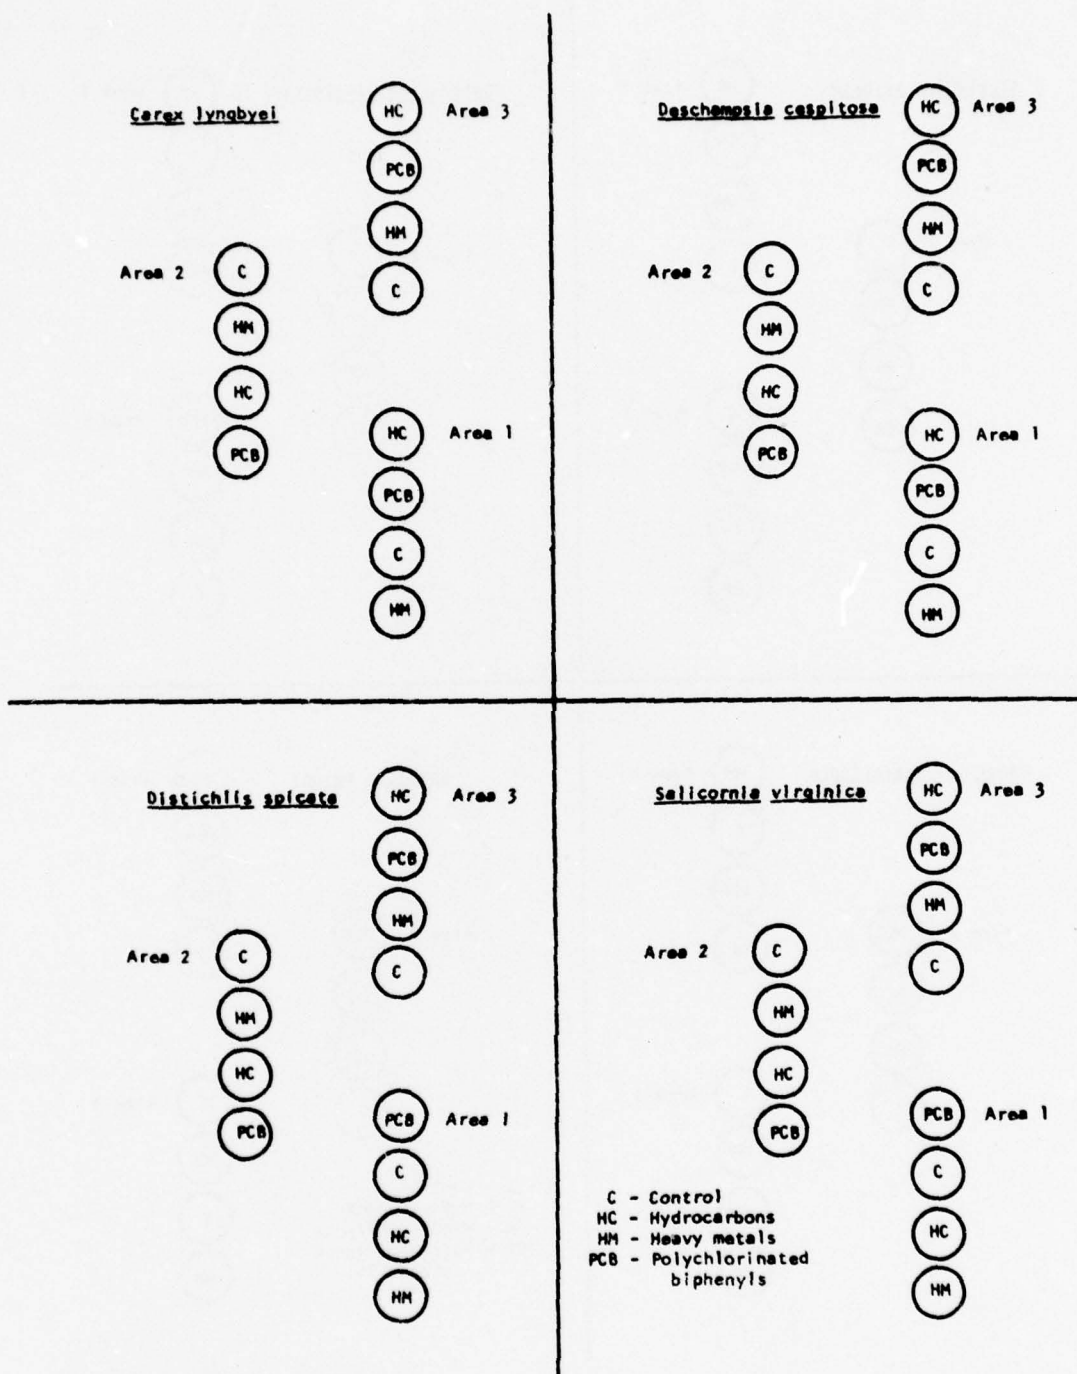 Carex lyngbyei
HC Area 3
PCB
HM
C
Area 2 C
HM
HC
PCB
HC Area 1
PCB
C
HM
Deschampsia cespitosa
HC Area 3
PCB
HM
C
Area 2 C
HM
HC
PCB
HC Area 1
PCB
C
HM
Distichlis spicata
HC Area 3
PCB
HM
C
Area 2 C
HM
HC
PCB
PCB Area 1
C
HC
HM
Salicornia virginica
HC Area 3
PCB
HM
C
Area 2 C
HM
HC
PCB
PCB Area 1
C
HC
HM
C - Control
HC - Hydrocarbons
HM - Heavy metals
PCB - Polychlorinated
biphenyls